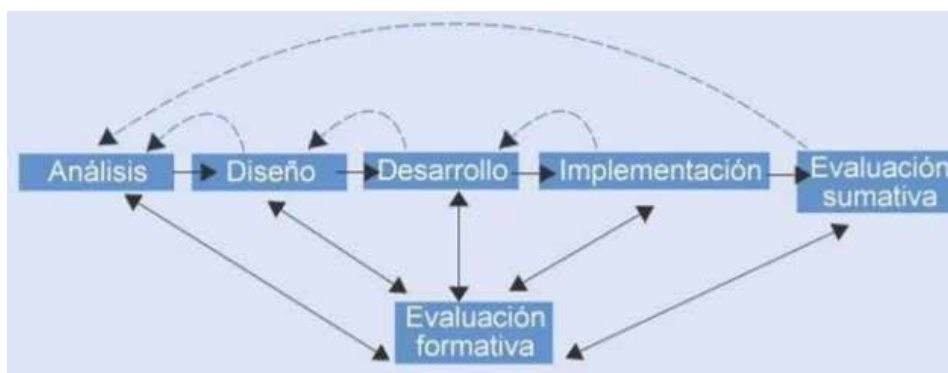 Análisis
Diseño
Desarrollo
Implementación
Evaluación
sumativa
Evaluación
formativa